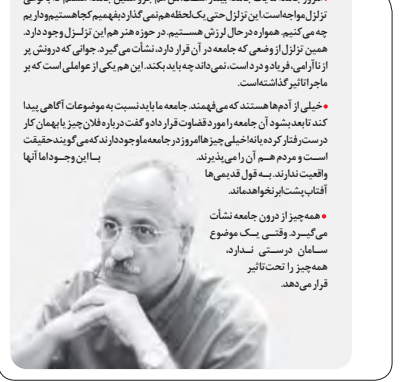 تزلزل مواجه است. این تزلزل حتی یک لحظه هم نمی‌گذارد بفهمیم کجا هستیم و داریم
چه می‌کنیم. همواره در حال لرزش هستیم. در حوزه هنر هم این تزلزل وجود دارد.
همین تزلزل از وضعی که جامعه در آن قرار دارد، نشأت می‌گیرد. جوانی که درونش پر
از ناآرامی، فریاد و درد است، نمی‌داند چه باید بکند. این هم یکی از عواملی است که بر
ماجرا تاثیر گذاشته است.
• خیلی از آدم‌ها هستند که می‌فهمند. جامعه ما باید نسبت به موضوعات آگاهی پیدا
کند تا بعد بشود آن جامعه را مورد قضاوت قرار داد و گفت درباره فلان چیز یا بهمان کار
درست رفتار کرده یا نه! خیلی چیزها امروز در جامعه ما وجود دارند که می‌گویند حقیقت
است و مردم هم آن را می‌پذیرند. با این وجود اما آنها
واقعیت ندارند. به قول قدیمی‌ها
آفتاب پشت ابر نخواهد ماند.
• همه‌چیز از درون جامعه نشأت
می‌گیرد. وقتی یک موضوع
سامان درستی ندارد،
همه‌چیز را تحت تاثیر
قرار می‌دهد.